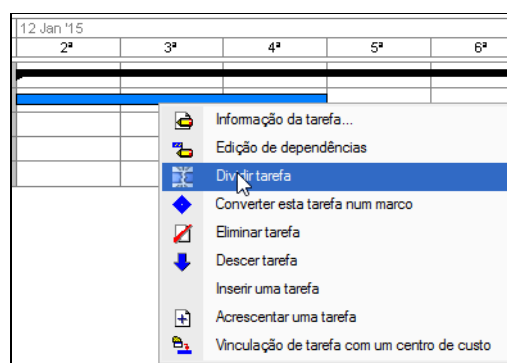 12 Jan '15
2ª 3ª 4ª 5ª 6ª
Informação da tarefa...
Edição de dependências
Dividir tarefa
Converter esta tarefa num marco
Eliminar tarefa
Descer tarefa
Inserir uma tarefa
Acrescentar uma tarefa
Vinculação de tarefa com um centro de custo